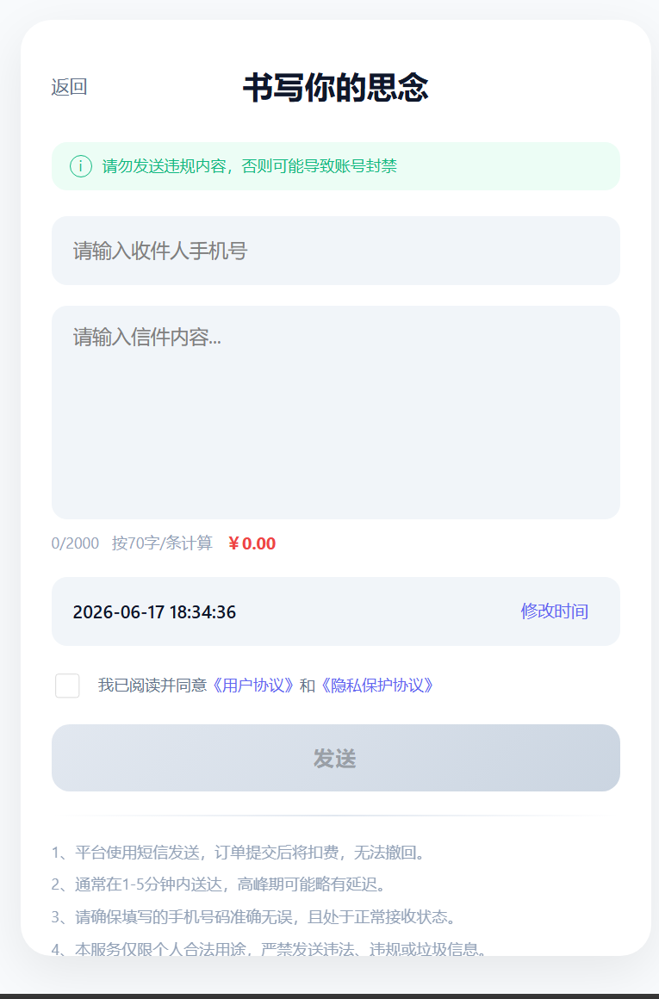 返回
书写你的思念
请勿发送违规内容，否则可能导致账号封禁
请输入收件人手机号
请输入信件内容...
0/2000 按70字/条计算 ￥0.00
2026-06-17 18:34:36 修改时间
我已阅读并同意《用户协议》和《隐私保护协议》
发送
1、平台使用短信发送，订单提交后将扣费，无法撤回。
2、通常在1-5分钟内送达，高峰期可能略有延迟。
3、请确保填写的手机号码准确无误，且处于正常接收状态。
4、本服务仅限个人合法用途，严禁发送违法、违规或垃圾信息。